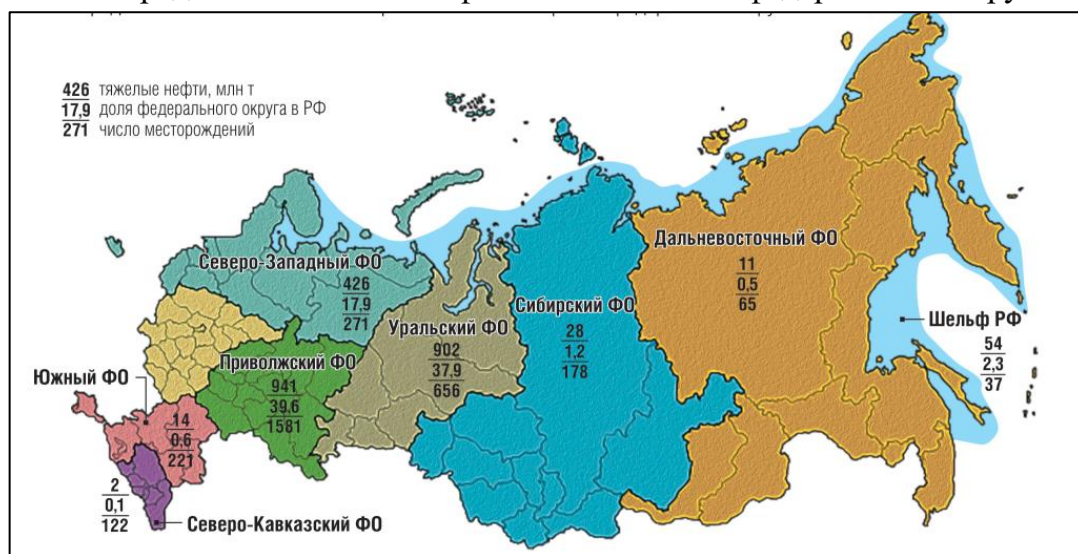 426 тяжелые нефти, млн т
17,9 доля федерального округа в РФ
271 число месторождений
Северо-Западный ФО
426
17,9
271
Уральский ФО
902
37,9
656
Сибирский ФО
28
1,2
178
Дальневосточный ФО
11
0,5
65
Шельф РФ
54
2,3
37
Приволжский ФО
941
39,6
1581
Южный ФО
14
0,6
221
2
0,1
122
Северо-Кавказский ФО